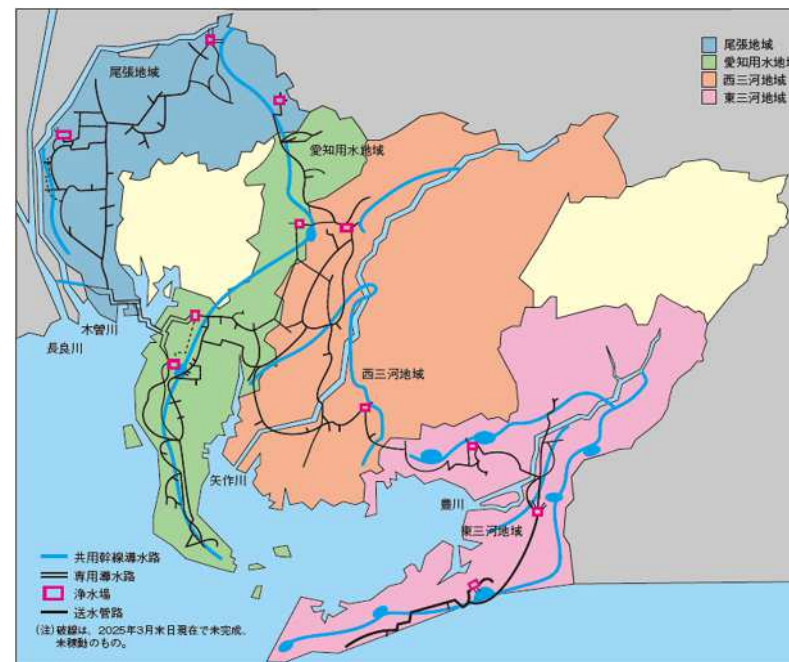 尾張地域
愛知用水地域
西三河地域
東三河地域
尾張地域
愛知用水地域
木曽川
長良川
西三河地域
矢作川
豊川
東三河地域
共用幹線導水路
専用導水路
浄水場
送水管路
(注)破線は、2025年3月末日現在で未完成、
未稼動のもの。